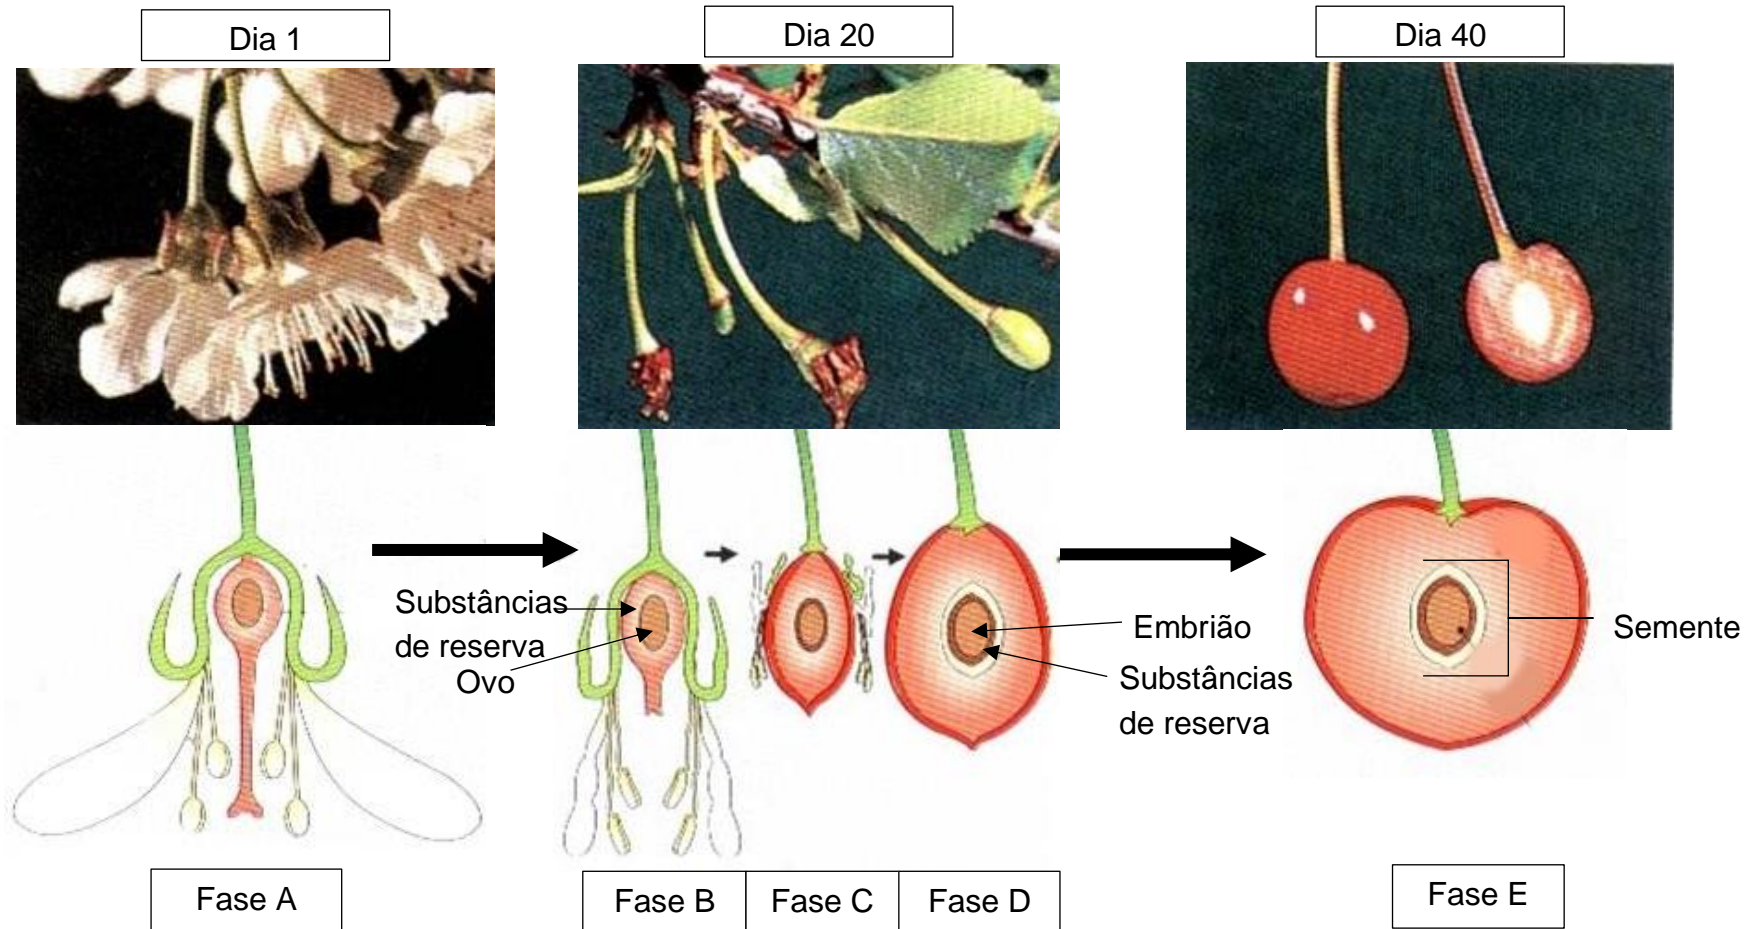 Dia 1
Dia 20
Dia 40
Substâncias
de reserva
Ovo
Embrião
Substâncias
de reserva
Semente
Fase A
Fase B
Fase C
Fase D
Fase E